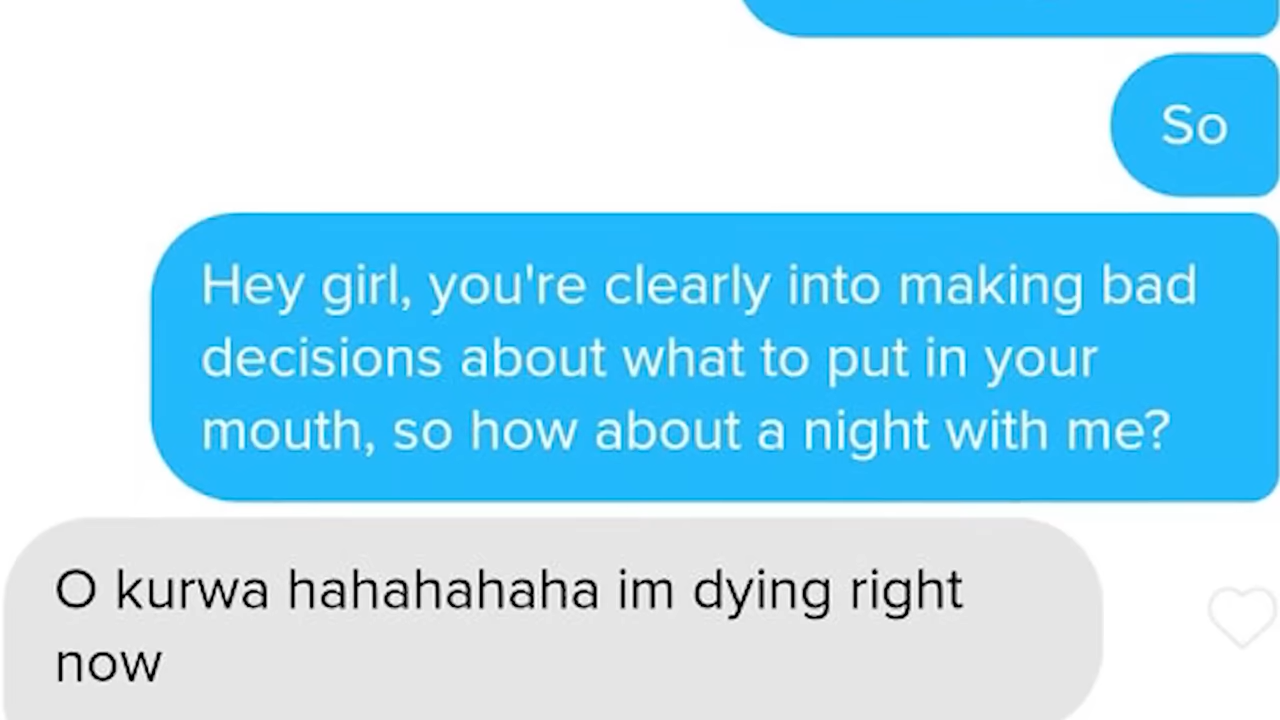 So
Hey girl, you're clearly into making bad
decisions about what to put in your
mouth, so how about a night with me?
O kurwa hahahahaha im dying right
now